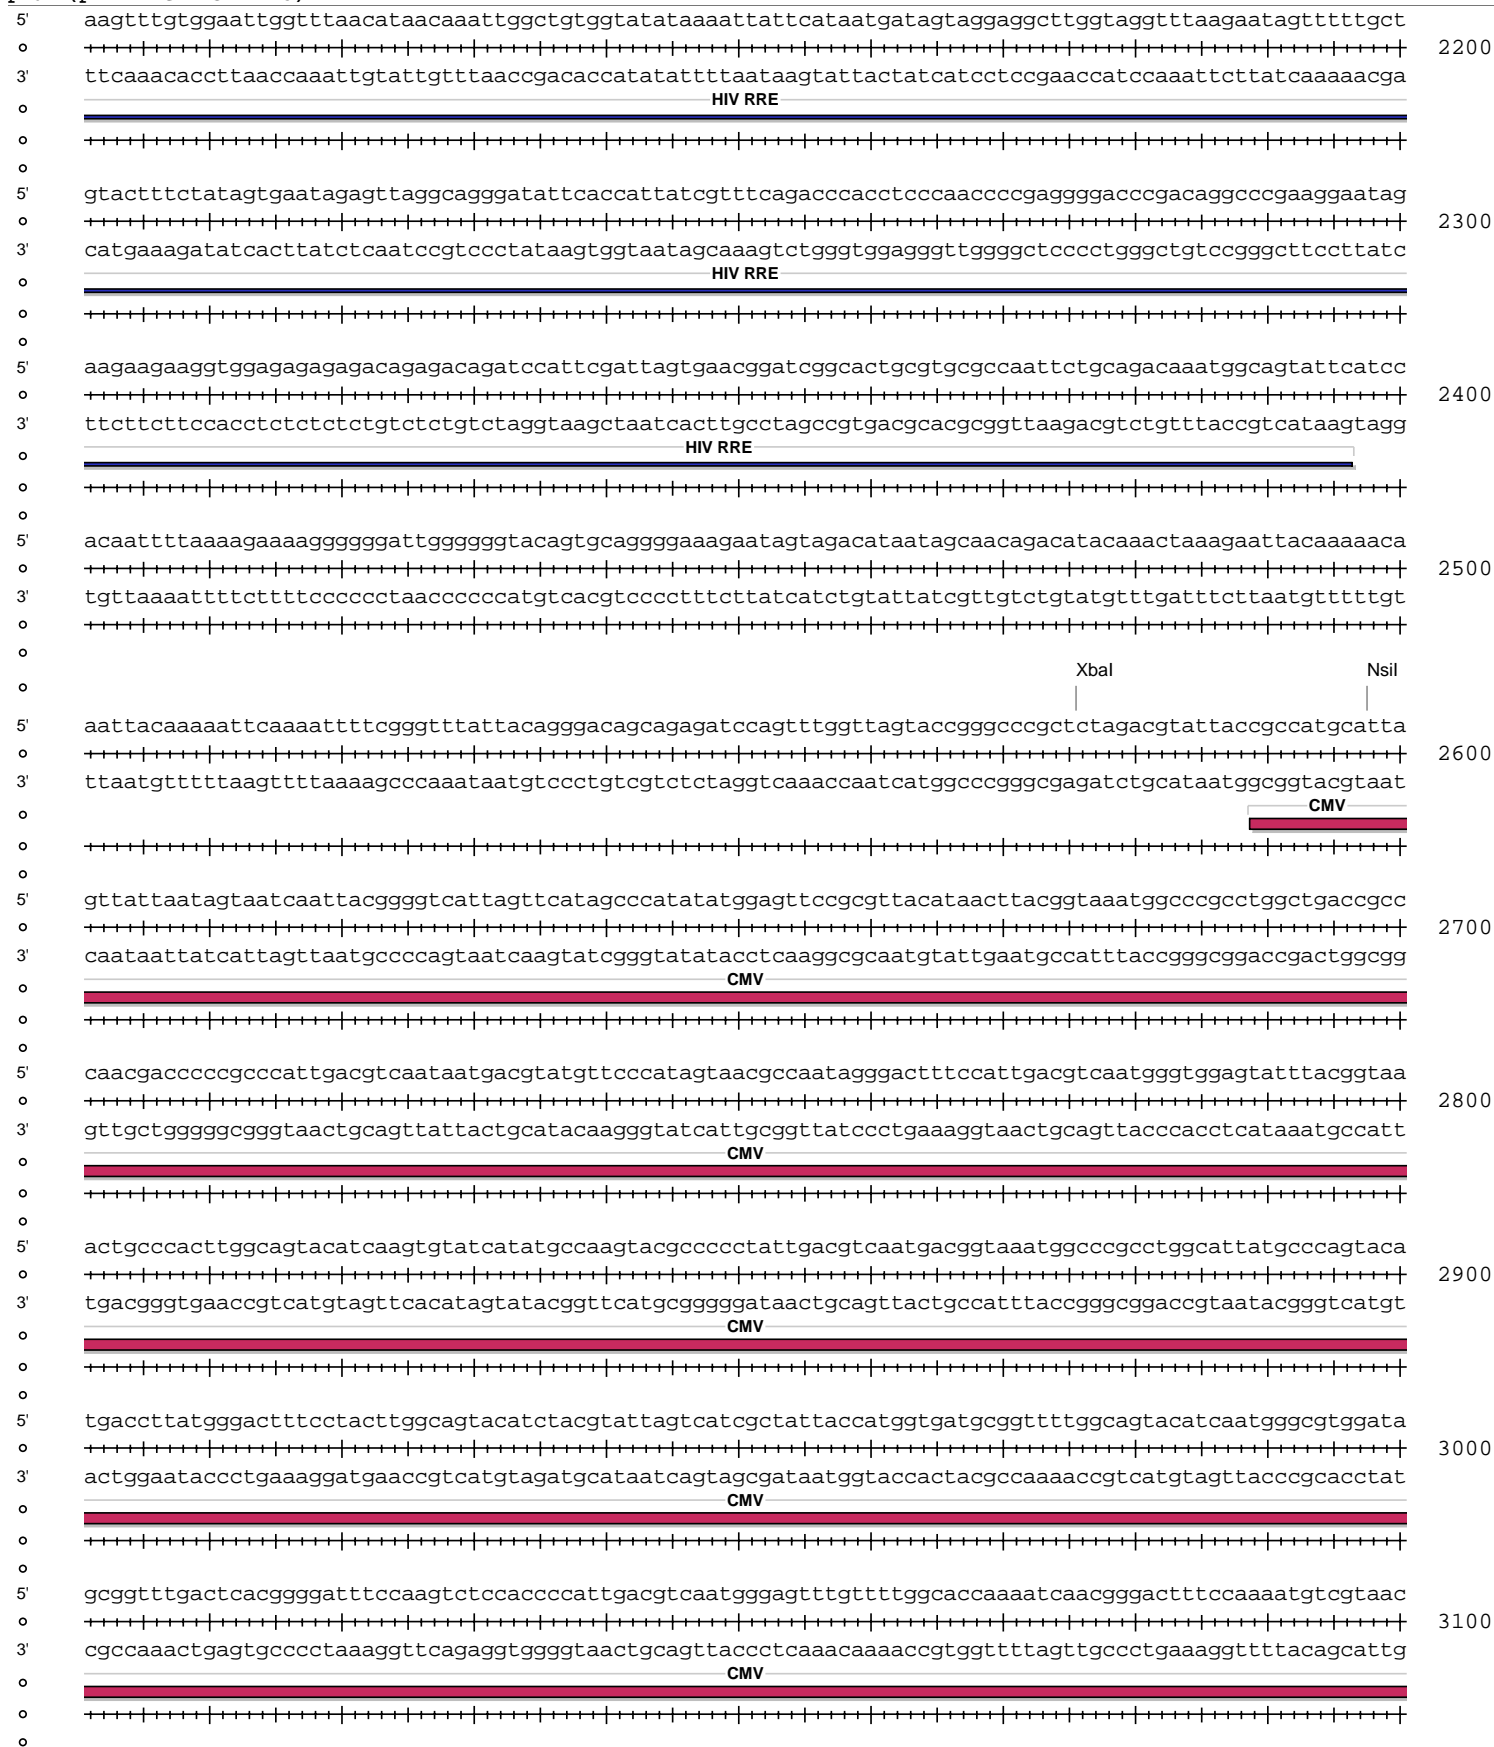 5' aagtttgtggaattggtttaacataacaaattggctgtggtatataaaattattcataatgatagtaggaggcttggtaggtttaagaatagtttttgct
2200
3' ttcaaacaccttaaccaaattgtattgtttaaccgacaccatatattttaataagtattactatcatcctccgaaccatccaaattcttatcaaaaacga
HIV RRE
5' gtactttctatagtgaatagagttaggcagggatattcaccattatcgtttcagacccacctcccaaccccgaggggacccgacaggcccgaaggaatag
2300
3' catgaaagatatcacttatctcaatccgtccctataagtggtaatagcaaagtctgggtggagggttggggctcccctgggctgtccgggcttccttatc
HIV RRE
5' aagaagaaggtggagagagagacagagacagatccattcgattagtgaacggatcggcactgcgtgcgccaattctgcagacaaatggcagtattcatcc
2400
3' ttcttcttccacctctctctctgtctctgtctaggtaagctaatcacttgcctagccgtgacgcacgcggttaagacgtctgtttaccgtcataagtagg
HIV RRE
5' acaattttaaaagaaaaggggggattggggggtacagtgcaggggaaagaatagtagacataatagcaacagacatacaaactaaagaattacaaaaaca
2500
3' tgttaaaattttcttttcccccctaaccccccatgtcacgtcccctttcttatcatctgtattatcgttgtctgtatgtttgatttcttaatgtttttgt
XbaI NsiI
5' aattacaaaaattcaaaattttcgggtttattacagggacagcagagatccagtttggttagtaccgggcccgctctagacgtattaccgccatgcatta
2600
3' ttaatgtttttaagttttaaaagcccaaataatgtccctgtcgtctctaggtcaaaccaatcatggcccgggcgagatctgcataatggcggtacgtaat
CMV
5' gttattaatagtaatcaattacggggtcattagttcatagcccatatatggagttccgcgttacataacttacggtaaatggcccgcctggctgaccgcc
2700
3' caataattatcattagttaatgccccagtaatcaagtatcgggtatatacctcaaggcgcaatgtattgaatgccatttaccgggcggaccgactggcgg
CMV
5' caacgacccccgcccattgacgtcaataatgacgtatgttcccatagtaacgccaatagggactttccattgacgtcaatgggtggagtatttacggtaa
2800
3' gttgctgggggcgggtaactgcagttattactgcatacaagggtatcattgcggttatccctgaaaggtaactgcagttacccacctcataaatgccatt
CMV
5' actgcccacttggcagtacatcaagtgtatcatatgccaagtacgccccctattgacgtcaatgacggtaaatggcccgcctggcattatgcccagtaca
2900
3' tgacgggtgaaccgtcatgtagttcacatagtatacggttcatgcgggggataactgcagttactgccatttaccgggcggaccgtaatacgggtcatgt
CMV
5' tgaccttatgggactttcctacttggcagtacatctacgtattagtcatcgctattaccatggtgatgcggttttggcagtacatcaatgggcgtggata
3000
3' actggaataccctgaaaggatgaaccgtcatgtagatgcataatcagtagcgataatggtaccactacgccaaaaccgtcatgtagttacccgcacctat
CMV
5' gcggtttgactcacggggatttccaagtctccaccccattgacgtcaatgggagtttgttttggcaccaaaatcaacgggactttccaaaatgtcgtaac
3100
3' cgccaaactgagtgcccctaaaggttcagaggtggggtaactgcagttaccctcaaacaaaaccgtggttttagttgccctgaaaggttttacagcattg
CMV